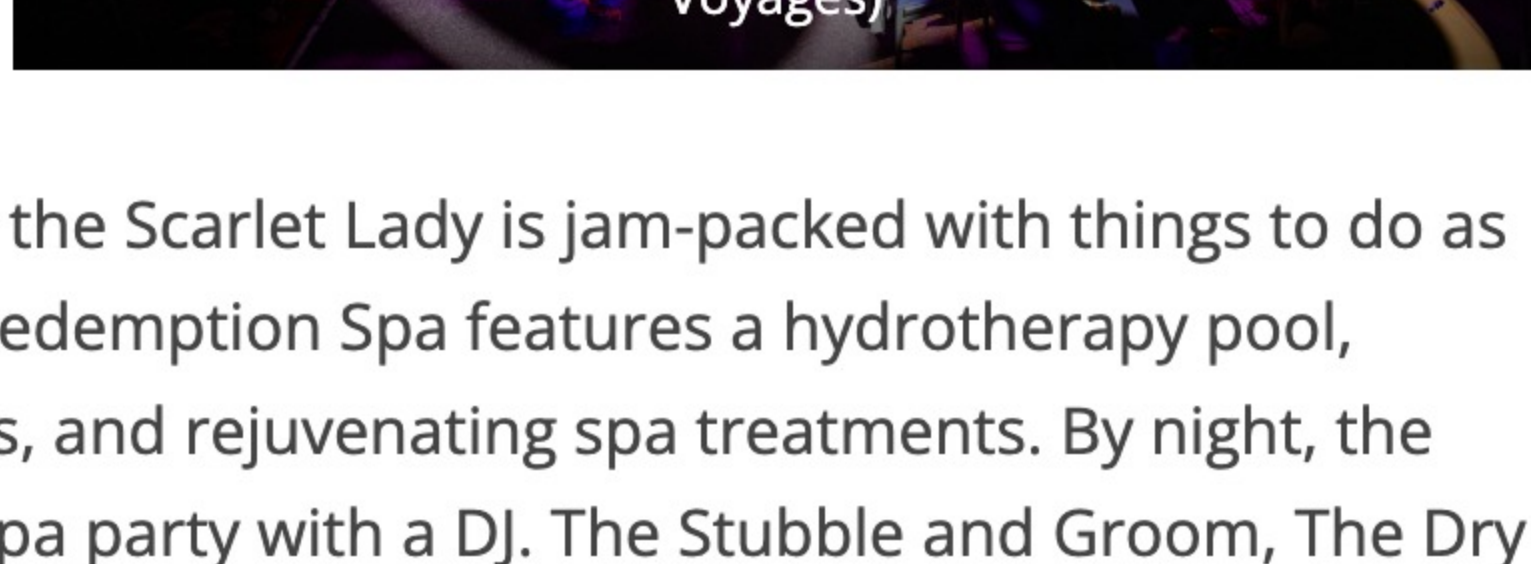 voyages)
the Scarlet Lady is jam-packed with things to do as
edemption Spa features a hydrotherapy pool,
s, and rejuvenating spa treatments. By night, the
pa party with a DJ. The Stubble and Groom, The Dry